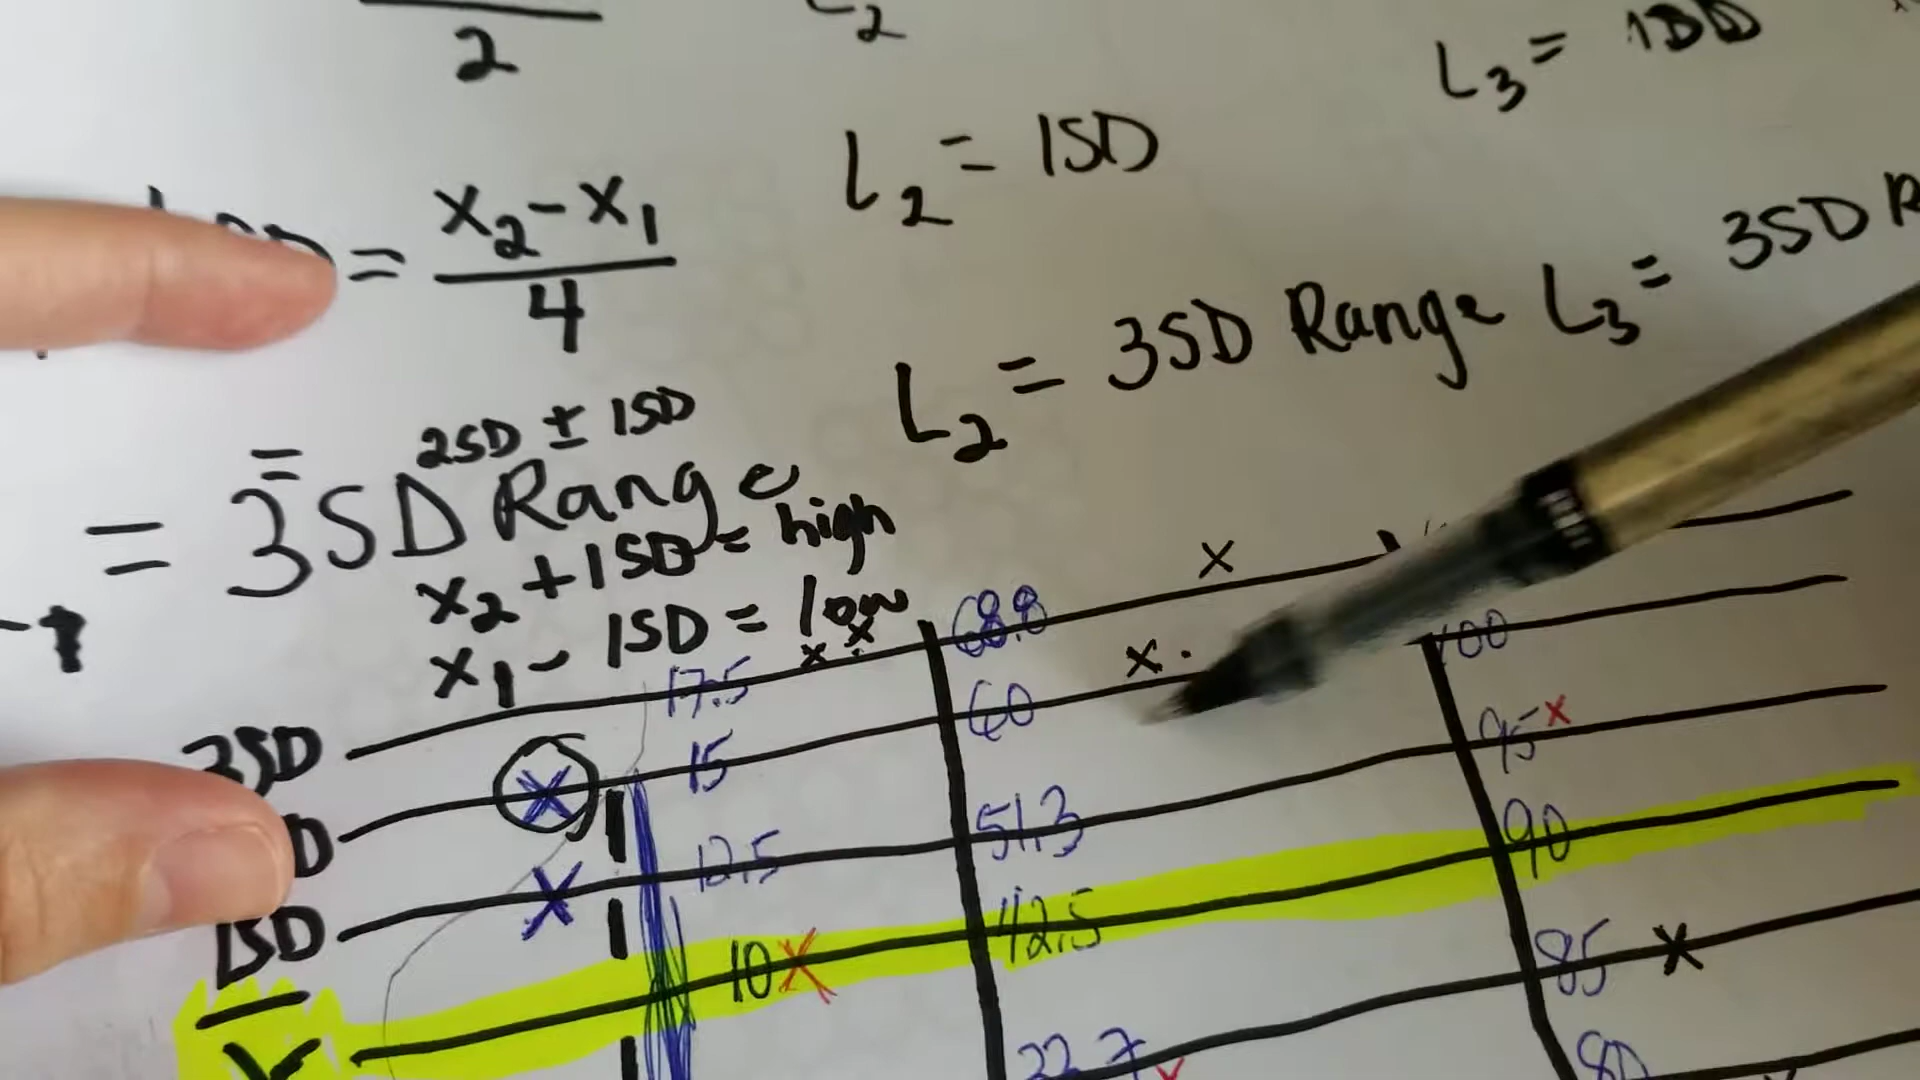 2
L2
L3 = 1SD
L2 = 1SD
= x2 - x1
4
L2 = 3SD Range L3 = 3SD R
2SD ± 1SD
= 3SD Range
x2 + 1SD = high
x1 - 1SD = low
x x
x
x
3SD 17.5 68.8 100
x 15 60 95 x
1SD x 12.5 51.3 90
x 10 x 42.5 85 x
33.7 80